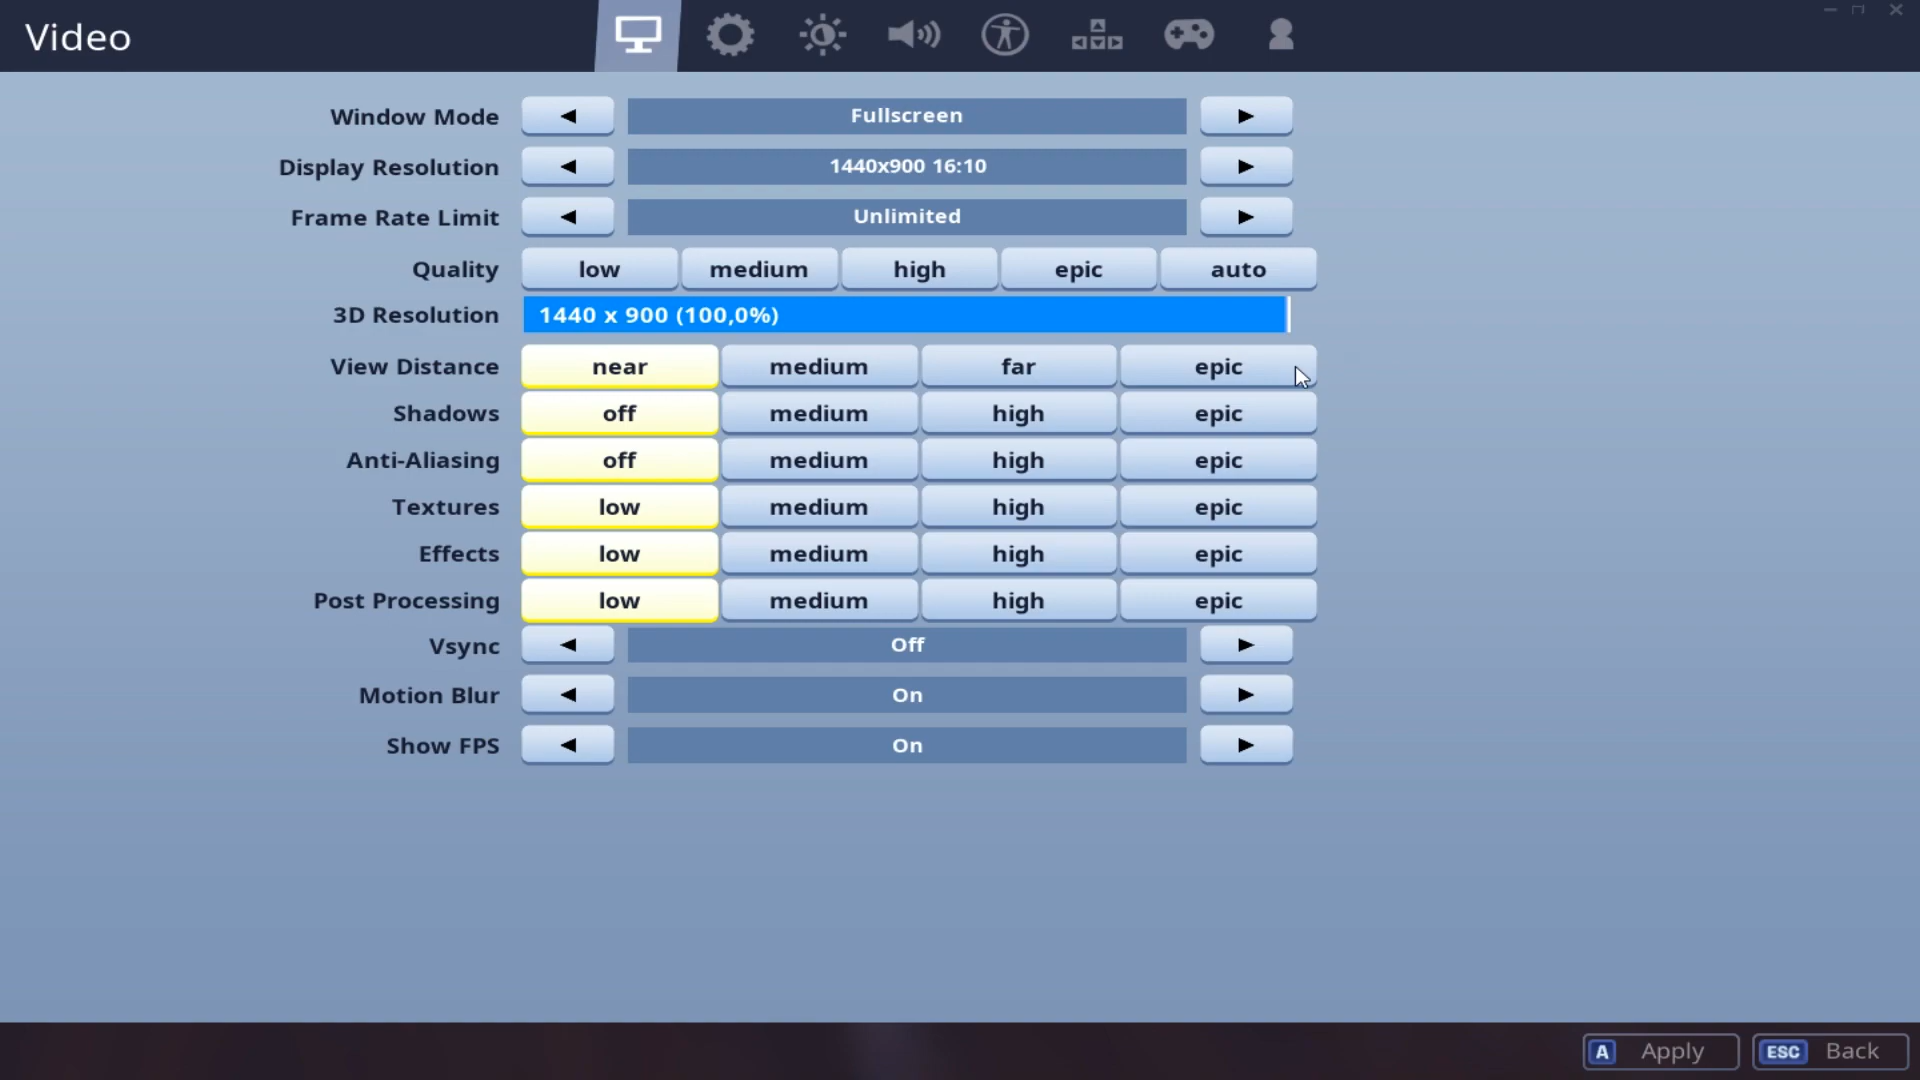 Video
Window Mode Fullscreen
Display Resolution 1440x900 16:10
Frame Rate Limit Unlimited
Quality low medium high epic auto
3D Resolution 1440 x 900 (100,0%)
View Distance near medium far epic
Shadows off medium high epic
Anti-Aliasing off medium high epic
Textures low medium high epic
Effects low medium high epic
Post Processing low medium high epic
Vsync Off
Motion Blur On
Show FPS On
A Apply ESC Back